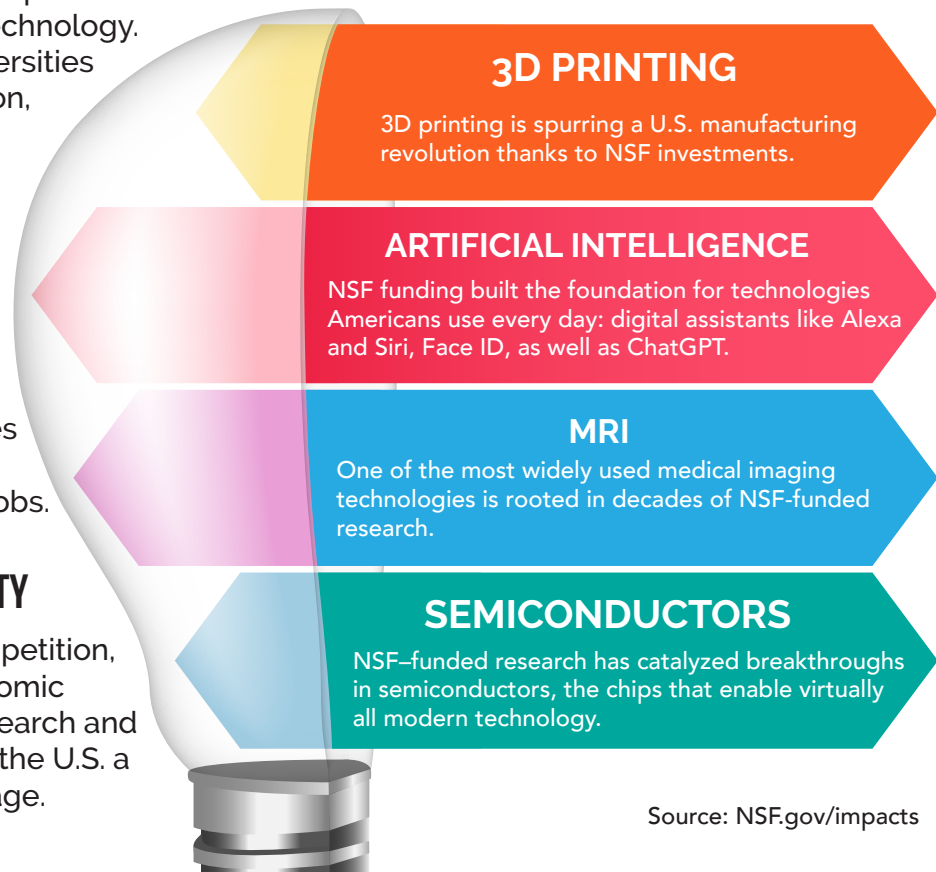 echnology.
ersities
on,
es
obs.
TY
petition,
omic
earch and
the U.S. a
age.
3D PRINTING
3D printing is spurring a U.S. manufacturing
revolution thanks to NSF investments.
ARTIFICIAL INTELLIGENCE
NSF funding built the foundation for technologies
Americans use every day: digital assistants like Alexa
and Siri, Face ID, as well as ChatGPT.
MRI
One of the most widely used medical imaging
technologies is rooted in decades of NSF-funded
research.
SEMICONDUCTORS
NSF–funded research has catalyzed breakthroughs
in semiconductors, the chips that enable virtually
all modern technology.
Source: NSF.gov/impacts